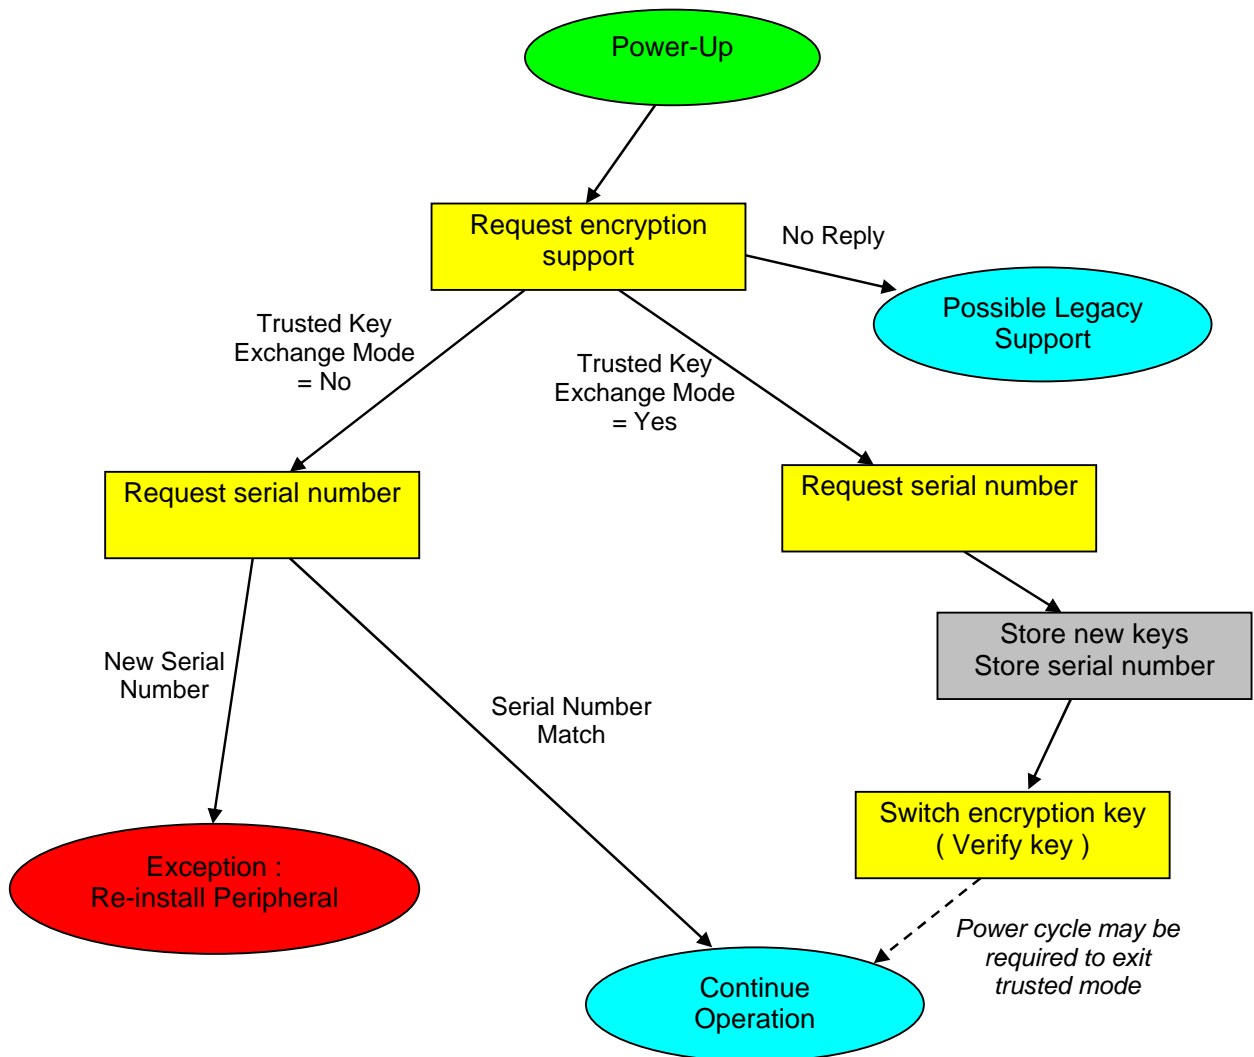 Power-Up
Request encryption
support
No Reply
Possible Legacy
Support
Trusted Key
Exchange Mode
= No
Trusted Key
Exchange Mode
= Yes
Request serial number
Request serial number
Store new keys
Store serial number
New Serial
Number
Serial Number
Match
Switch encryption key
( Verify key )
Exception :
Re-install Peripheral
Power cycle may be
required to exit
trusted mode
Continue
Operation